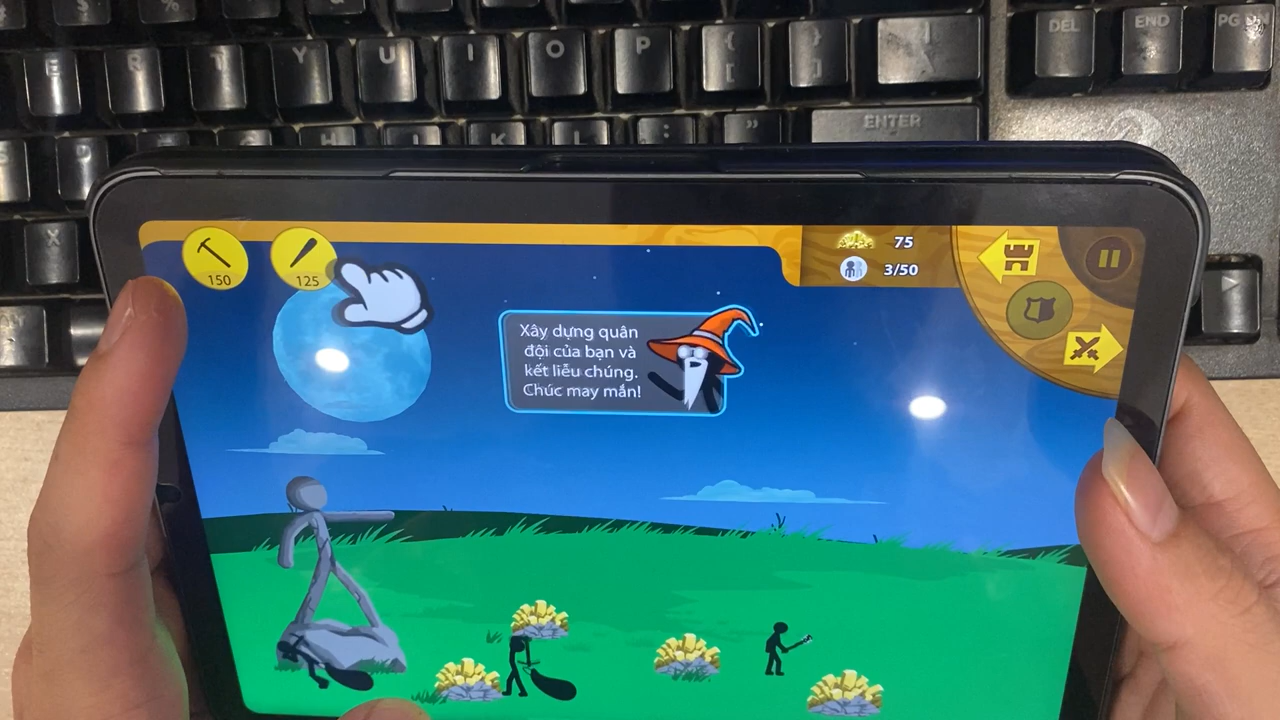 DEL
END
PG
E
R
T
Y
U
I
O
P
{
}
[
]
ENTER
H
J
K
L
:
;
"
X
150
125
75
3/50
Xây dựng quân
đội của bạn và
kết liễu chúng.
Chúc may mắn!